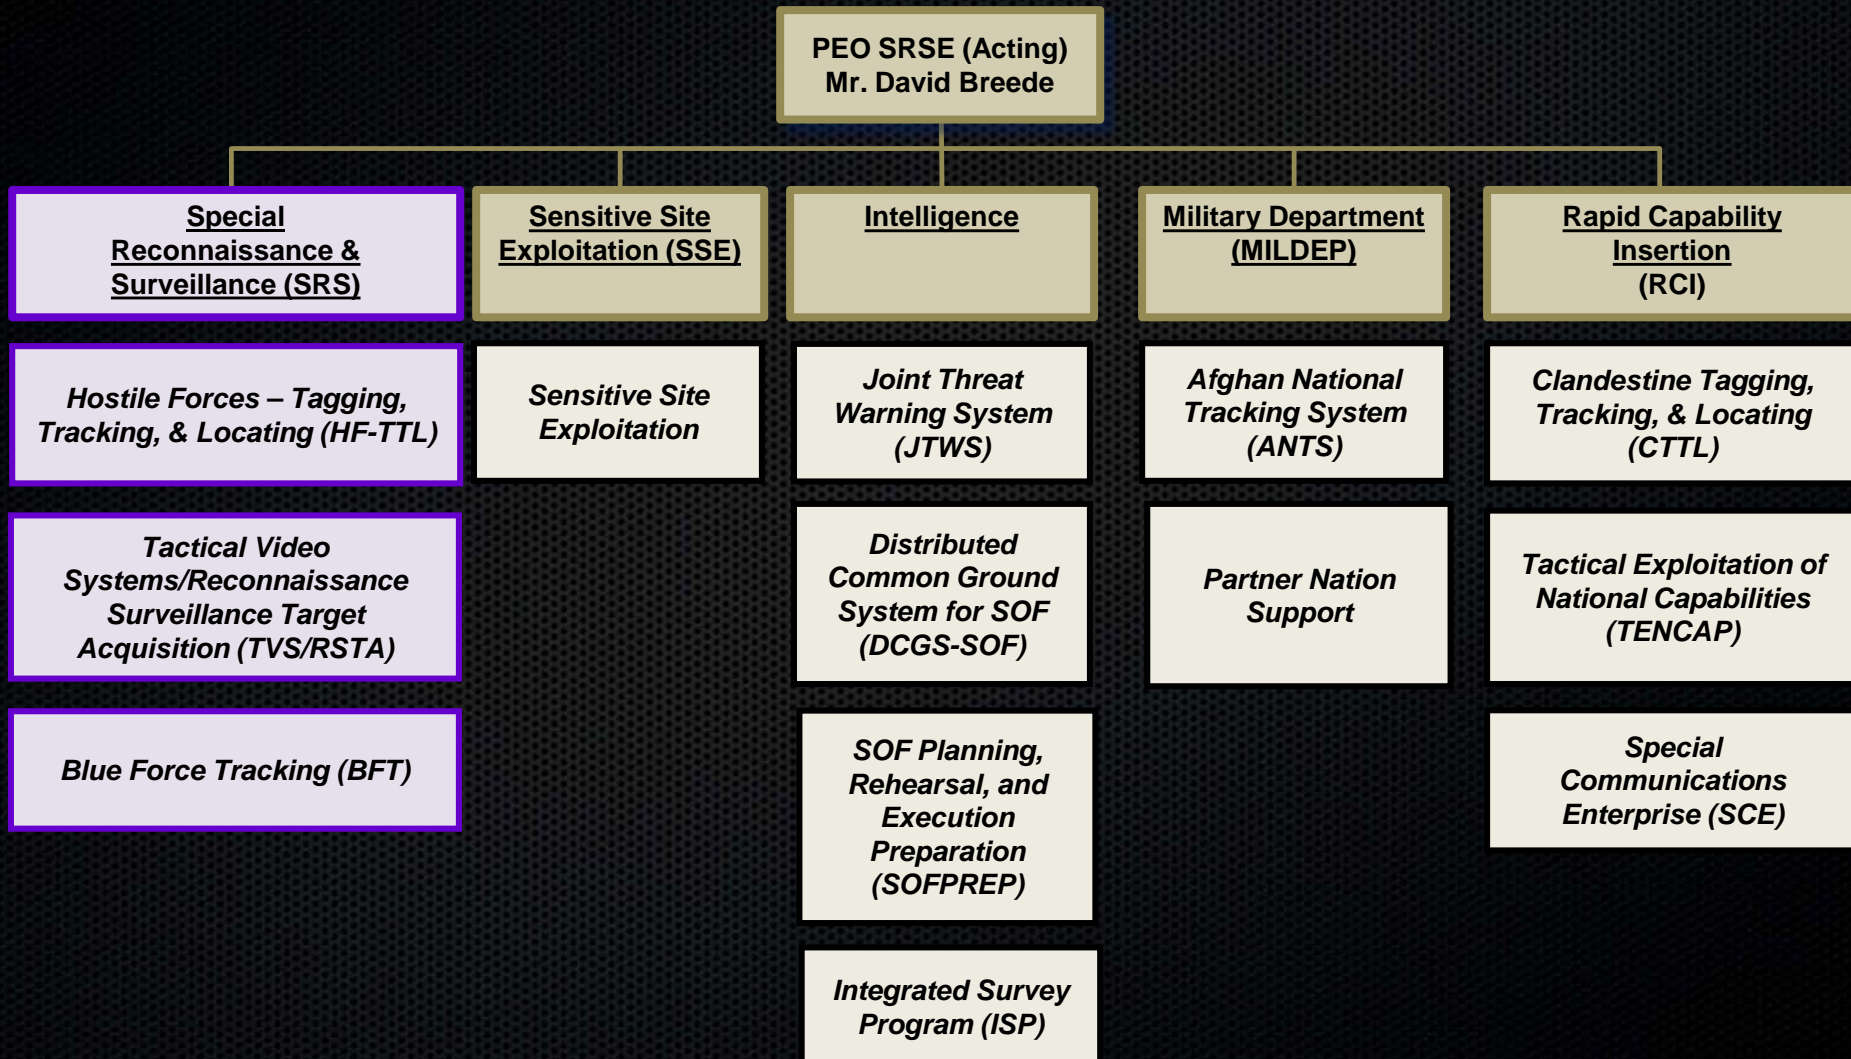 PEO SRSE (Acting)
Mr. David Breede
Special
Reconnaissance &
Surveillance (SRS)
Hostile Forces – Tagging,
Tracking, & Locating (HF-TTL)
Tactical Video
Systems/Reconnaissance
Surveillance Target
Acquisition (TVS/RSTA)
Blue Force Tracking (BFT)
Sensitive Site
Exploitation (SSE)
Sensitive Site
Exploitation
Intelligence
Joint Threat
Warning System
(JTWS)
Distributed
Common Ground
System for SOF
(DCGS-SOF)
SOF Planning,
Rehearsal, and
Execution
Preparation
(SOFPREP)
Integrated Survey
Program (ISP)
Military Department
(MILDEP)
Afghan National
Tracking System
(ANTS)
Partner Nation
Support
Rapid Capability
Insertion
(RCI)
Clandestine Tagging,
Tracking, & Locating
(CTTL)
Tactical Exploitation of
National Capabilities
(TENCAP)
Special
Communications
Enterprise (SCE)